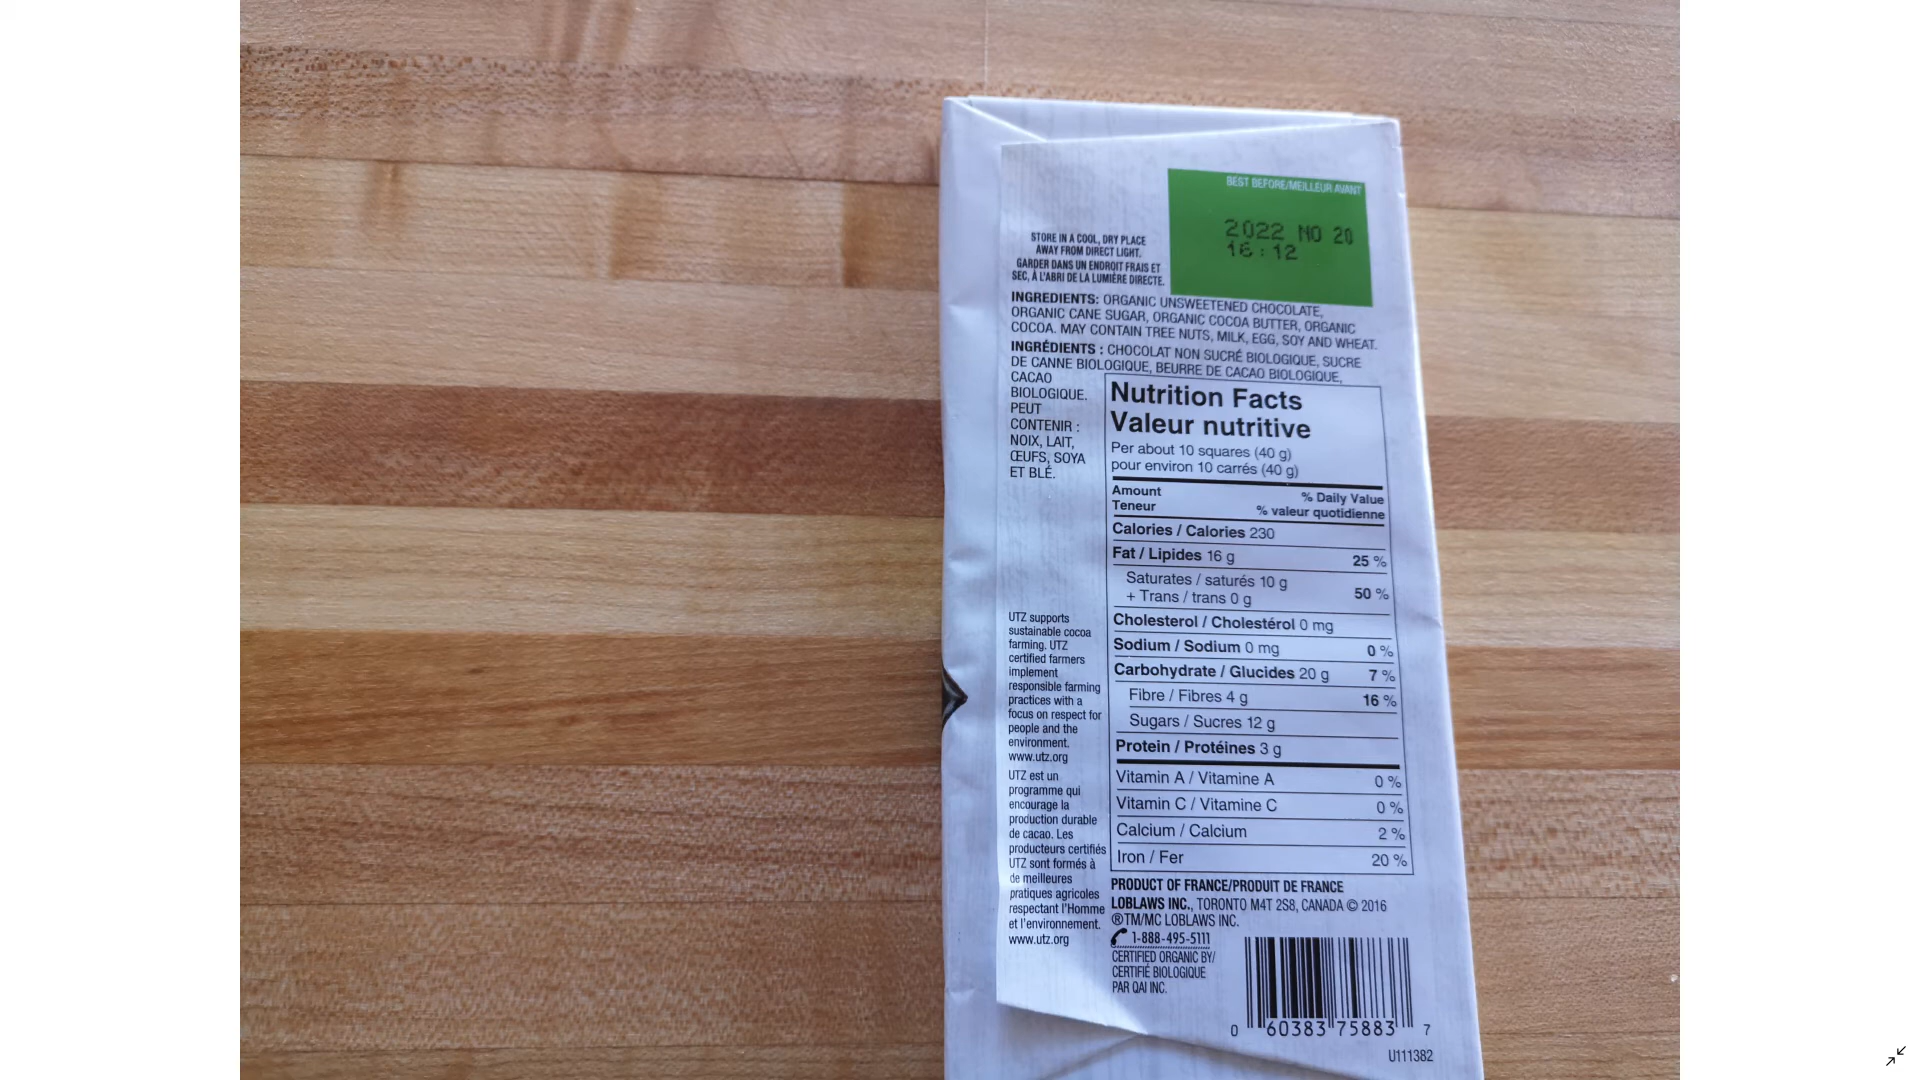 BEST BEFORE/MEILLEUR AVANT
2022 NO 20
16:12
STORE IN A COOL, DRY PLACE
AWAY FROM DIRECT LIGHT.
GARDER DANS UN ENDROIT FRAIS ET
SEC, À L'ABRI DE LA LUMIÈRE DIRECTE.
INGREDIENTS: ORGANIC UNSWEETENED CHOCOLATE,
ORGANIC CANE SUGAR, ORGANIC COCOA BUTTER, ORGANIC
COCOA. MAY CONTAIN TREE NUTS, MILK, EGG, SOY AND WHEAT.
INGRÉDIENTS : CHOCOLAT NON SUCRÉ BIOLOGIQUE, SUCRE
DE CANNE BIOLOGIQUE, BEURRE DE CACAO BIOLOGIQUE,
CACAO
BIOLOGIQUE.
PEUT
CONTENIR :
NOIX, LAIT,
ŒUFS, SOYA
ET BLÉ.
Nutrition Facts
Valeur nutritive
Per about 10 squares (40 g)
pour environ 10 carrés (40 g)
Amount % Daily Value
Teneur % valeur quotidienne
Calories / Calories 230
Fat / Lipides 16 g 25 %
Saturates / saturés 10 g
+ Trans / trans 0 g 50 %
Cholesterol / Cholestérol 0 mg
Sodium / Sodium 0 mg 0 %
Carbohydrate / Glucides 20 g 7 %
Fibre / Fibres 4 g 16 %
Sugars / Sucres 12 g
Protein / Protéines 3 g
Vitamin A / Vitamine A 0 %
Vitamin C / Vitamine C 0 %
Calcium / Calcium 2 %
Iron / Fer 20 %
UTZ supports
sustainable cocoa
farming. UTZ
certified farmers
implement
responsible farming
practices with a
focus on respect for
people and the
environment.
www.utz.org
UTZ est un
programme qui
encourage la
production durable
de cacao. Les
producteurs certifiés
UTZ sont formés à
de meilleures
pratiques agricoles
respectant l'Homme
et l'environnement.
www.utz.org
PRODUCT OF FRANCE/PRODUIT DE FRANCE
LOBLAWS INC., TORONTO M4T 2S8, CANADA © 2016
®TM/MC LOBLAWS INC.
1-888-495-5111
CERTIFIED ORGANIC BY/
CERTIFIÉ BIOLOGIQUE
PAR QAI INC.
0 60383 75883 7
U111382